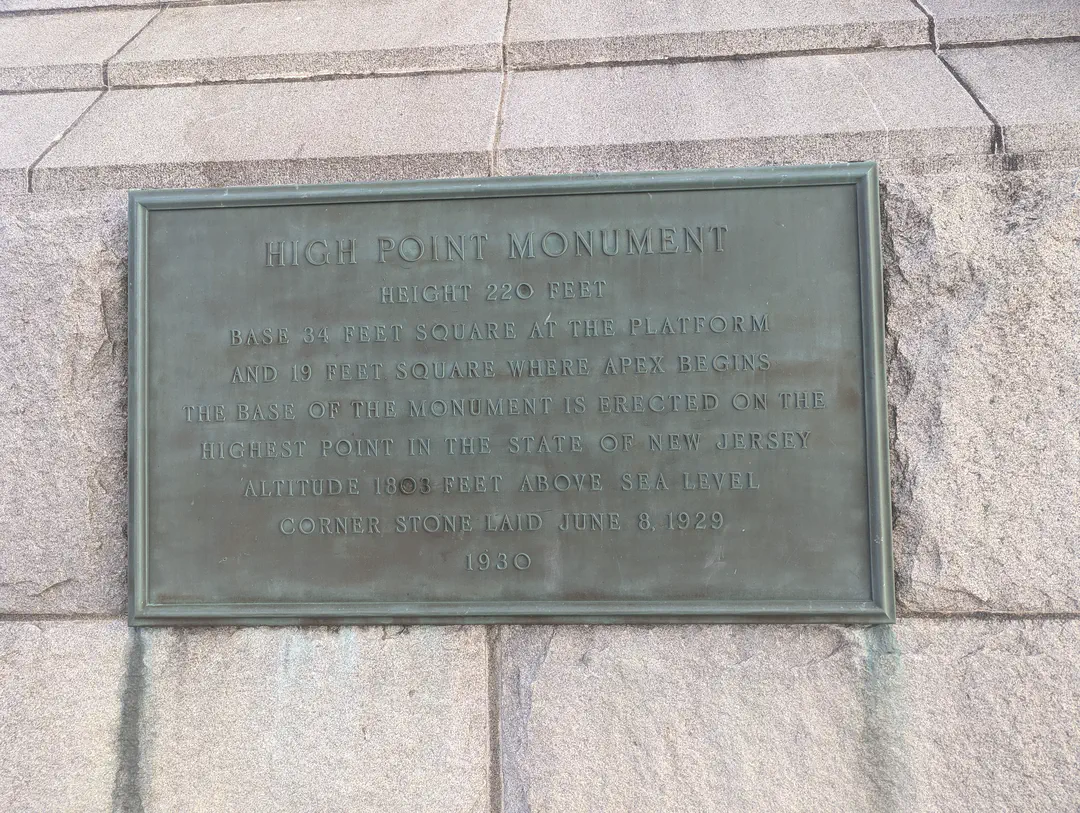 HIGH POINT MONUMENT
HEIGHT 220 FEET
BASE 34 FEET SQUARE AT THE PLATFORM
AND 19 FEET SQUARE WHERE APEX BEGINS
THE BASE OF THE MONUMENT IS ERECTED ON THE
HIGHEST POINT IN THE STATE OF NEW JERSEY
ALTITUDE 1803 FEET ABOVE SEA LEVEL
CORNER STONE LAID JUNE 8, 1929
1930